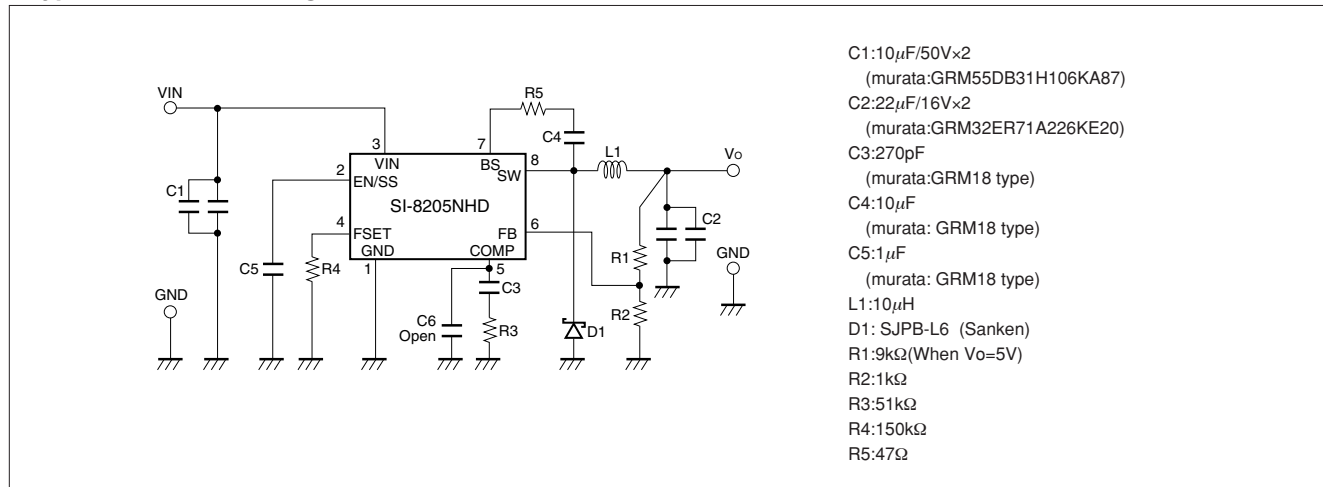 VIN
3
VIN
2
EN/SS
C1
SI-8205NHD
4
FSET
GND
1
C5
R4
GND
R5
7
BS
C4
SW
8
L1
VO
6
FB
COMP
5
C3
C6
Open
R3
D1
R1
R2
C2
GND
C1:10μF/50V×2
(murata:GRM55DB31H106KA87)
C2:22μF/16V×2
(murata:GRM32ER71A226KE20)
C3:270pF
(murata:GRM18 type)
C4:10μF
(murata: GRM18 type)
C5:1μF
(murata: GRM18 type)
L1:10μH
D1: SJPB-L6 (Sanken)
R1:9kΩ(When Vo=5V)
R2:1kΩ
R3:51kΩ
R4:150kΩ
R5:47Ω